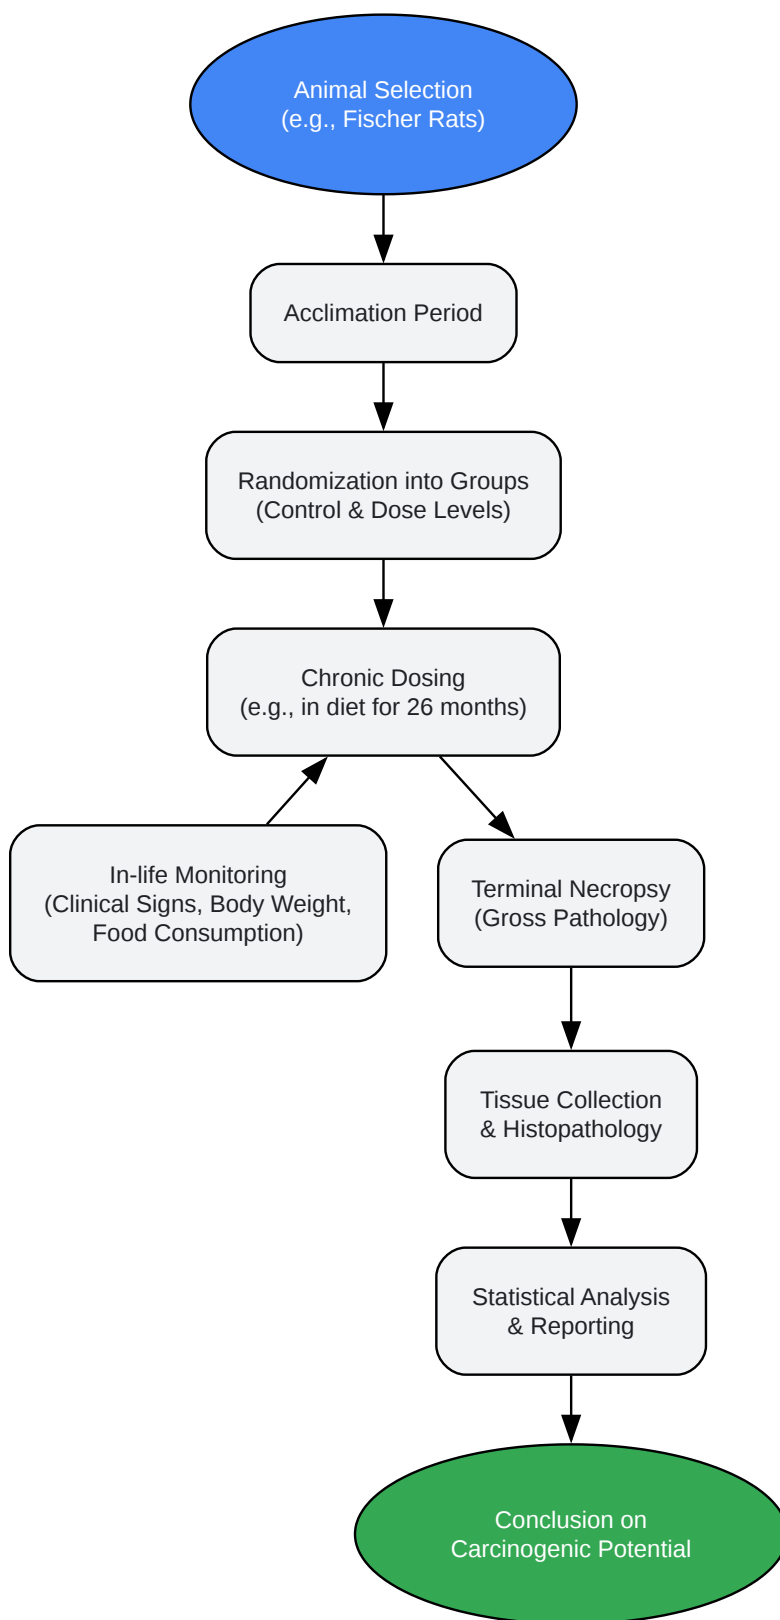 Animal Selection
(e.g., Fischer Rats)
Acclimation Period
Randomization into Groups
(Control & Dose Levels)
Chronic Dosing
(e.g., in diet for 26 months)
In-life Monitoring
(Clinical Signs, Body Weight,
Food Consumption)
Terminal Necropsy
(Gross Pathology)
Tissue Collection
& Histopathology
Statistical Analysis
& Reporting
Conclusion on
Carcinogenic Potential